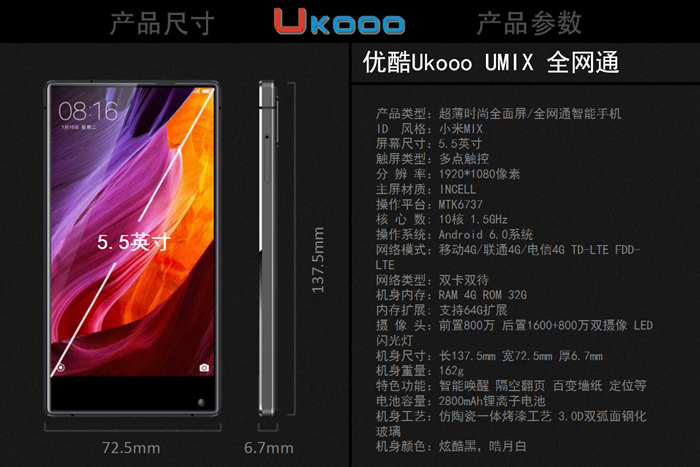 产品尺寸
Ukooo
产品参数
优酷Ukooo UMIX 全网通
08:16
1月10日 星期二
5.5英寸
137.5mm
72.5mm
6.7mm
产品类型：超薄时尚全面屏/全网通智能手机
ID 风格：小米MIX
屏幕尺寸：5.5英寸
触屏类型：多点触控
分 辨 率：1920*1080像素
主屏材质：INCELL
操作平台：MTK6737
核 心 数：10核 1.5GHz
操作系统：Android 6.0系统
网络模式：移动4G/联通4G/电信4G TD-LTE FDD-
LTE
网络类型：双卡双待
机身内存：RAM 4G ROM 32G
内存扩展：支持64G扩展
摄 像 头：前置800万 后置1600+800万双摄像 LED
闪光灯
机身尺寸：长137.5mm 宽72.5mm 厚6.7mm
机身重量：162g
特色功能：智能唤醒 隔空翻页 百变墙纸 定位等
电池容量：2800mAh锂离子电池
机身工艺：仿陶瓷一体烤漆工艺 3.0D双弧面钢化
玻璃
机身颜色：炫酷黑，皓月白